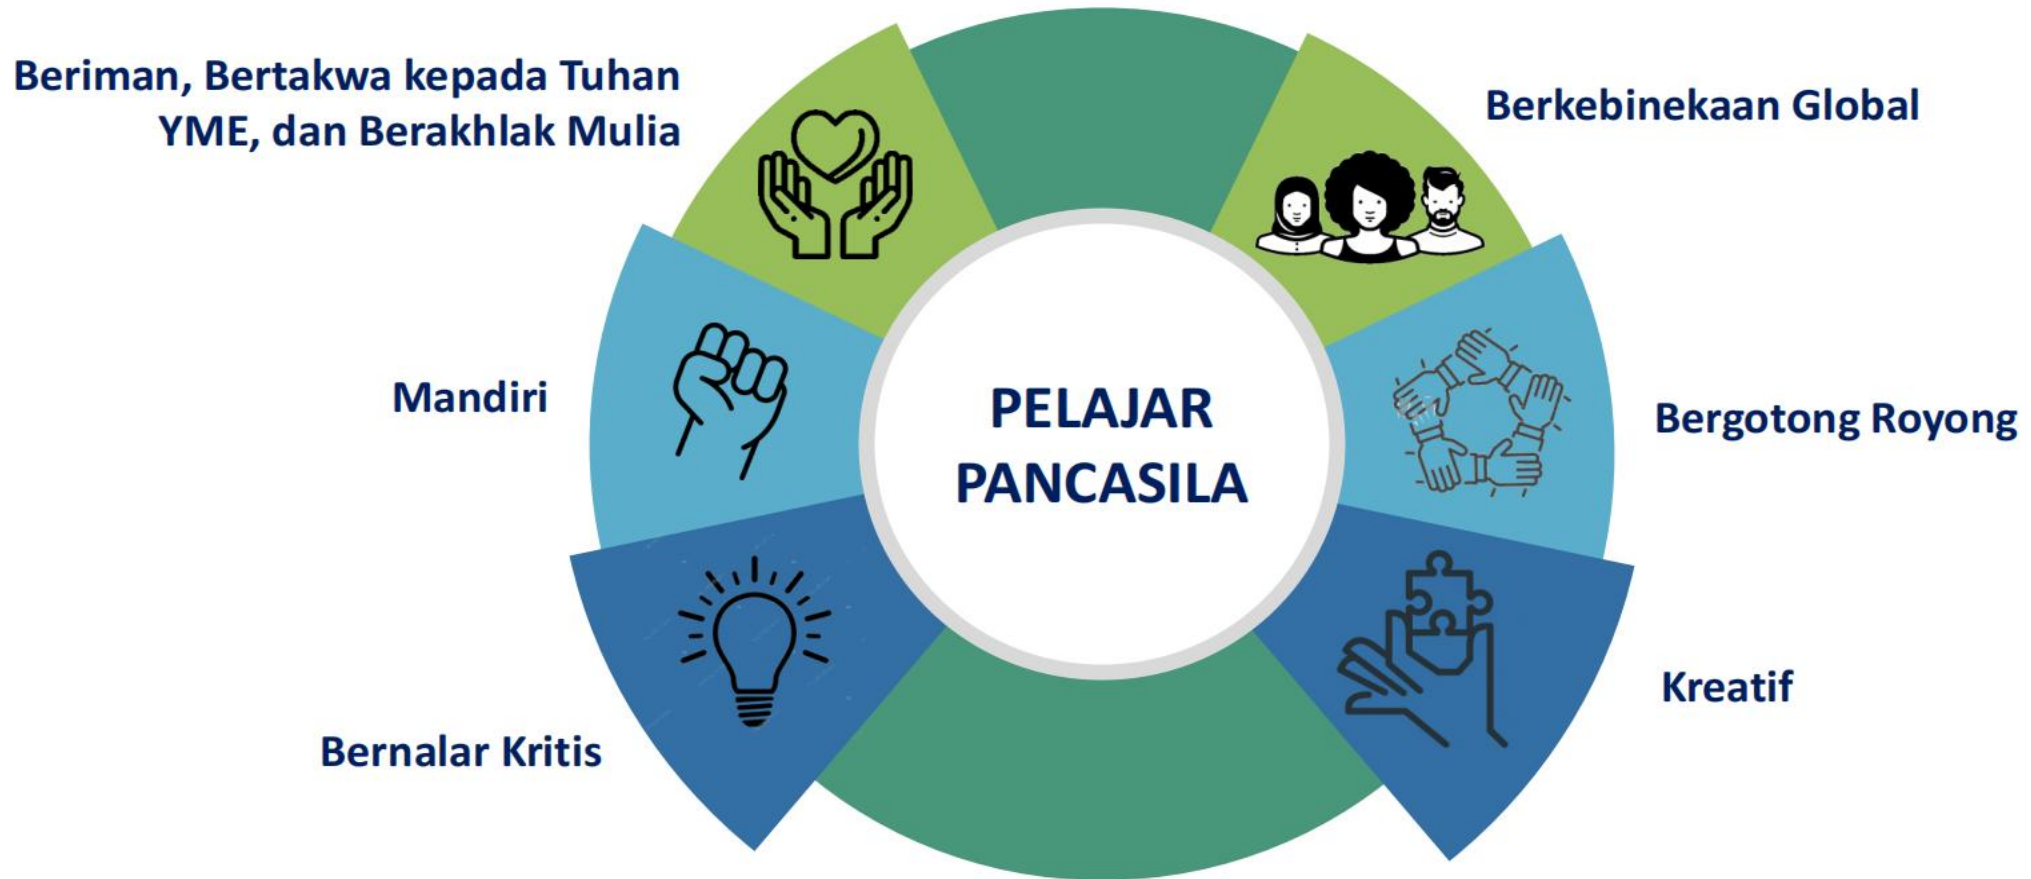 Beriman, Bertakwa kepada Tuhan
YME, dan Berakhlak Mulia
Berkebinekaan Global
Mandiri
PELAJAR
PANCASILA
Bergotong Royong
Bernalar Kritis
Kreatif